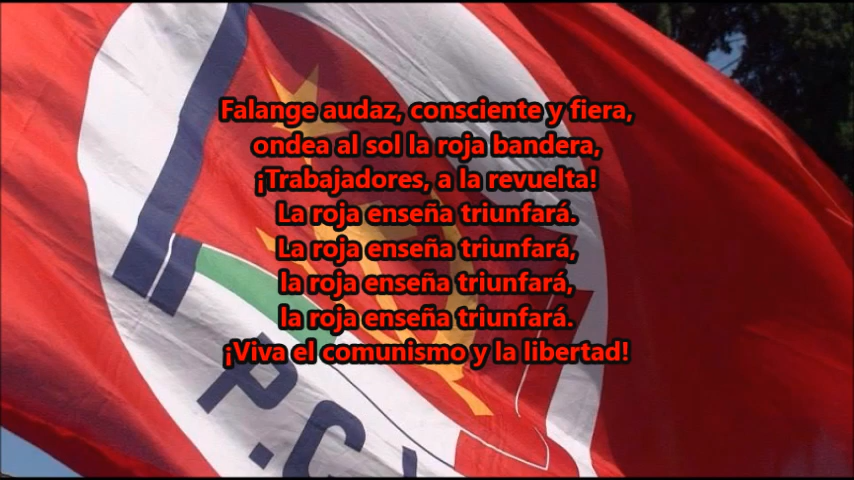 Falange audaz, consciente y fiera,
ondea al sol la roja bandera,
¡Trabajadores, a la revuelta!
La roja enseña triunfará.
La roja enseña triunfará,
la roja enseña triunfará,
la roja enseña triunfará.
¡Viva el comunismo y la libertad!
P.C.